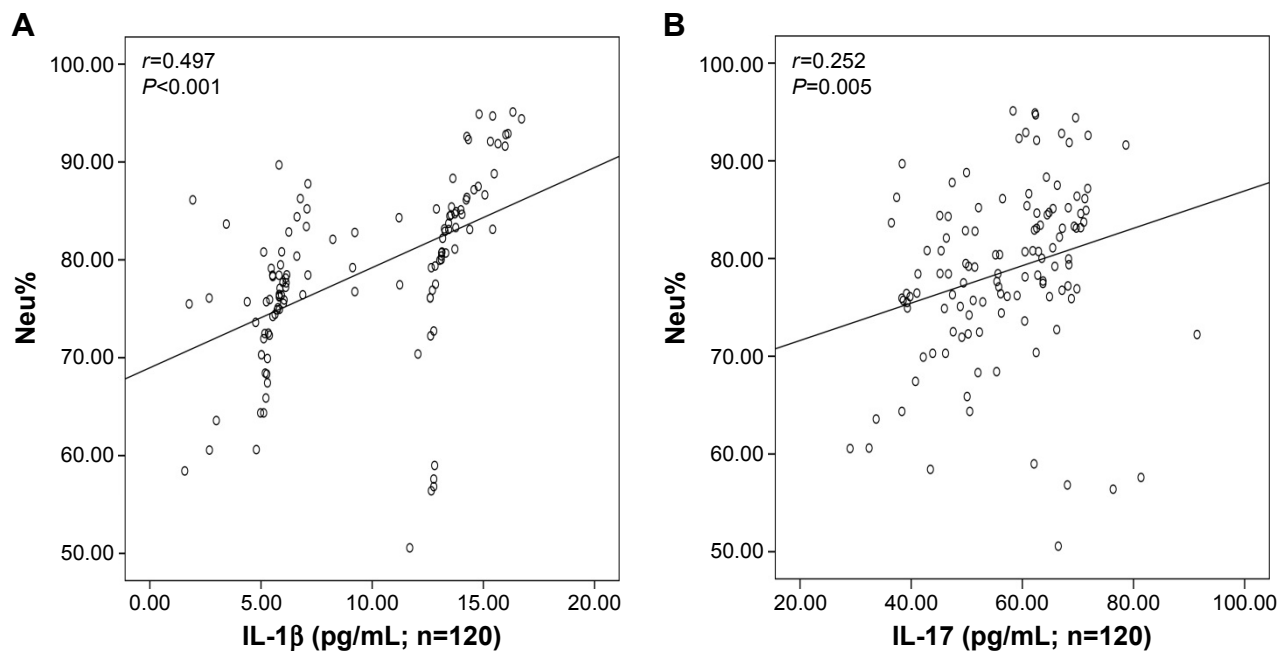 A
r=0.497
P<0.001
100.00
90.00
80.00
70.00
60.00
50.00
Neu%
0.00 5.00 10.00 15.00 20.00
IL-1β (pg/mL; n=120)
B
r=0.252
P=0.005
100.00
90.00
80.00
70.00
60.00
50.00
Neu%
20.00 40.00 60.00 80.00 100.00
IL-17 (pg/mL; n=120)